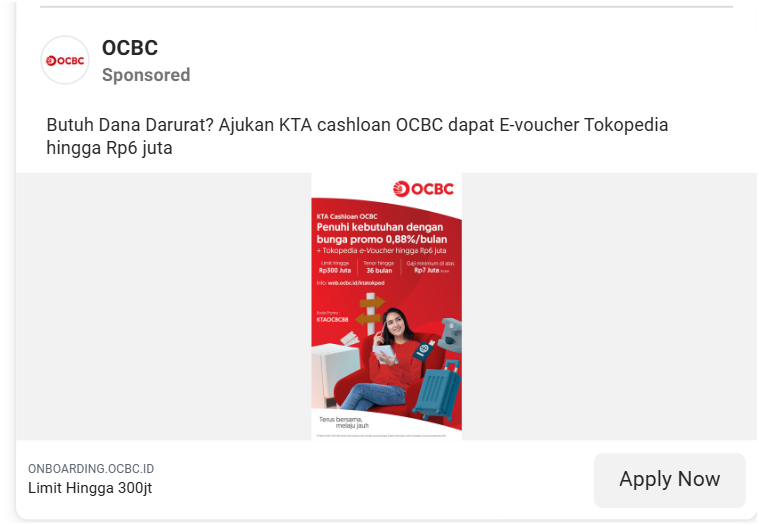 OCBC
OCBC
Sponsored
Butuh Dana Darurat? Ajukan KTA cashloan OCBC dapat E-voucher Tokopedia
hingga Rp6 juta
OCBC
KTA Cashloan OCBC
Penuhi kebutuhan dengan
bunga promo 0,88%/bulan
+ Tokopedia e-Voucher hingga Rp6 juta
Limit hingga Tenor hingga Gaji minimum di atas
Rp300 Juta 36 bulan Rp7 Juta
Info: web.ocbc.id/ktatokped
Kode Promo :
KTAOCBC88
Terus bersama,
melaju jauh
ONBOARDING.OCBC.ID
Limit Hingga 300jt
Apply Now